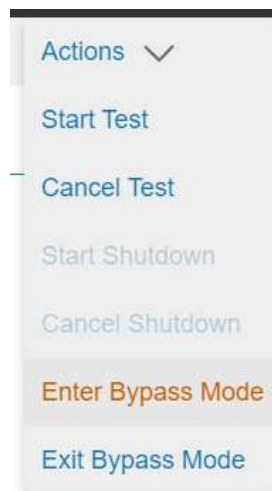 Actions
Start Test
Cancel Test
Start Shutdown
Cancel Shutdown
Enter Bypass Mode
Exit Bypass Mode